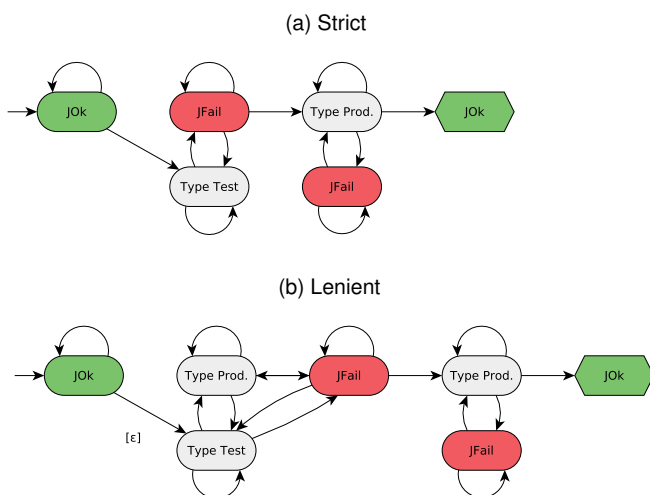 (a) Strict
JOk
JFail
Type Prod.
JOk
Type Test
JFail
(b) Lenient
JOk
Type Prod.
JFail
Type Prod.
JOk
[ε]
Type Test
JFail